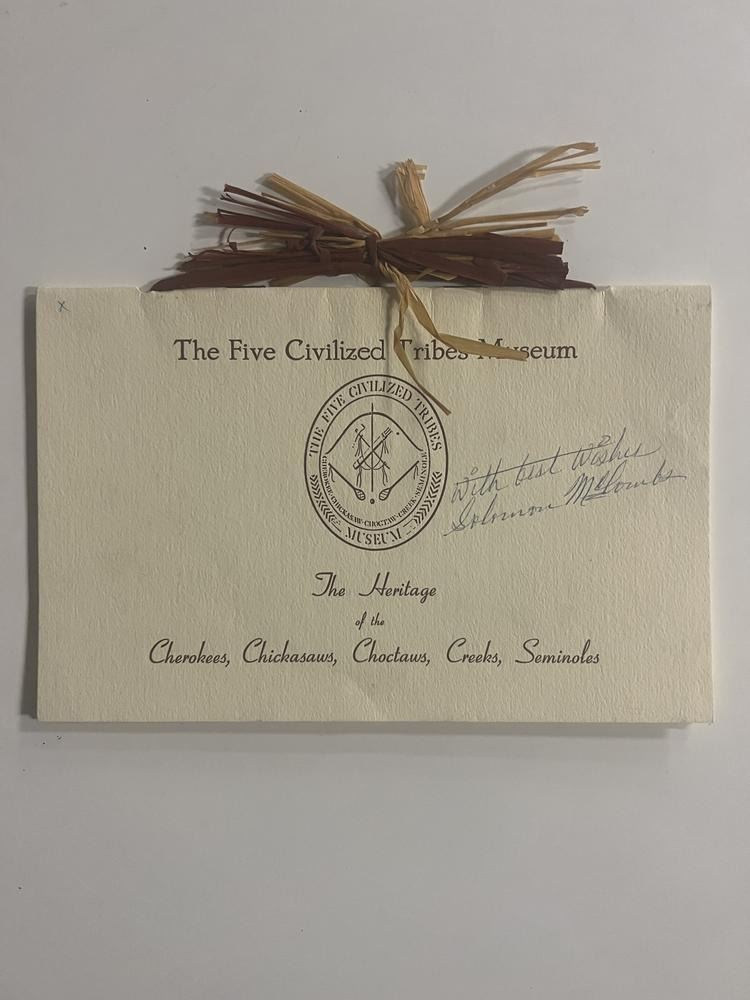 x
The Five Civilized Tribes Museum
THE FIVE CIVILIZED TRIBES
CHEROKEE-CHICKASAW-CHOCTAW-CREEK-SEMINOLE
MUSEUM
With best Wishes
Solomon McCombs
The Heritage
of the
Cherokees, Chickasaws, Choctaws, Creeks, Seminoles